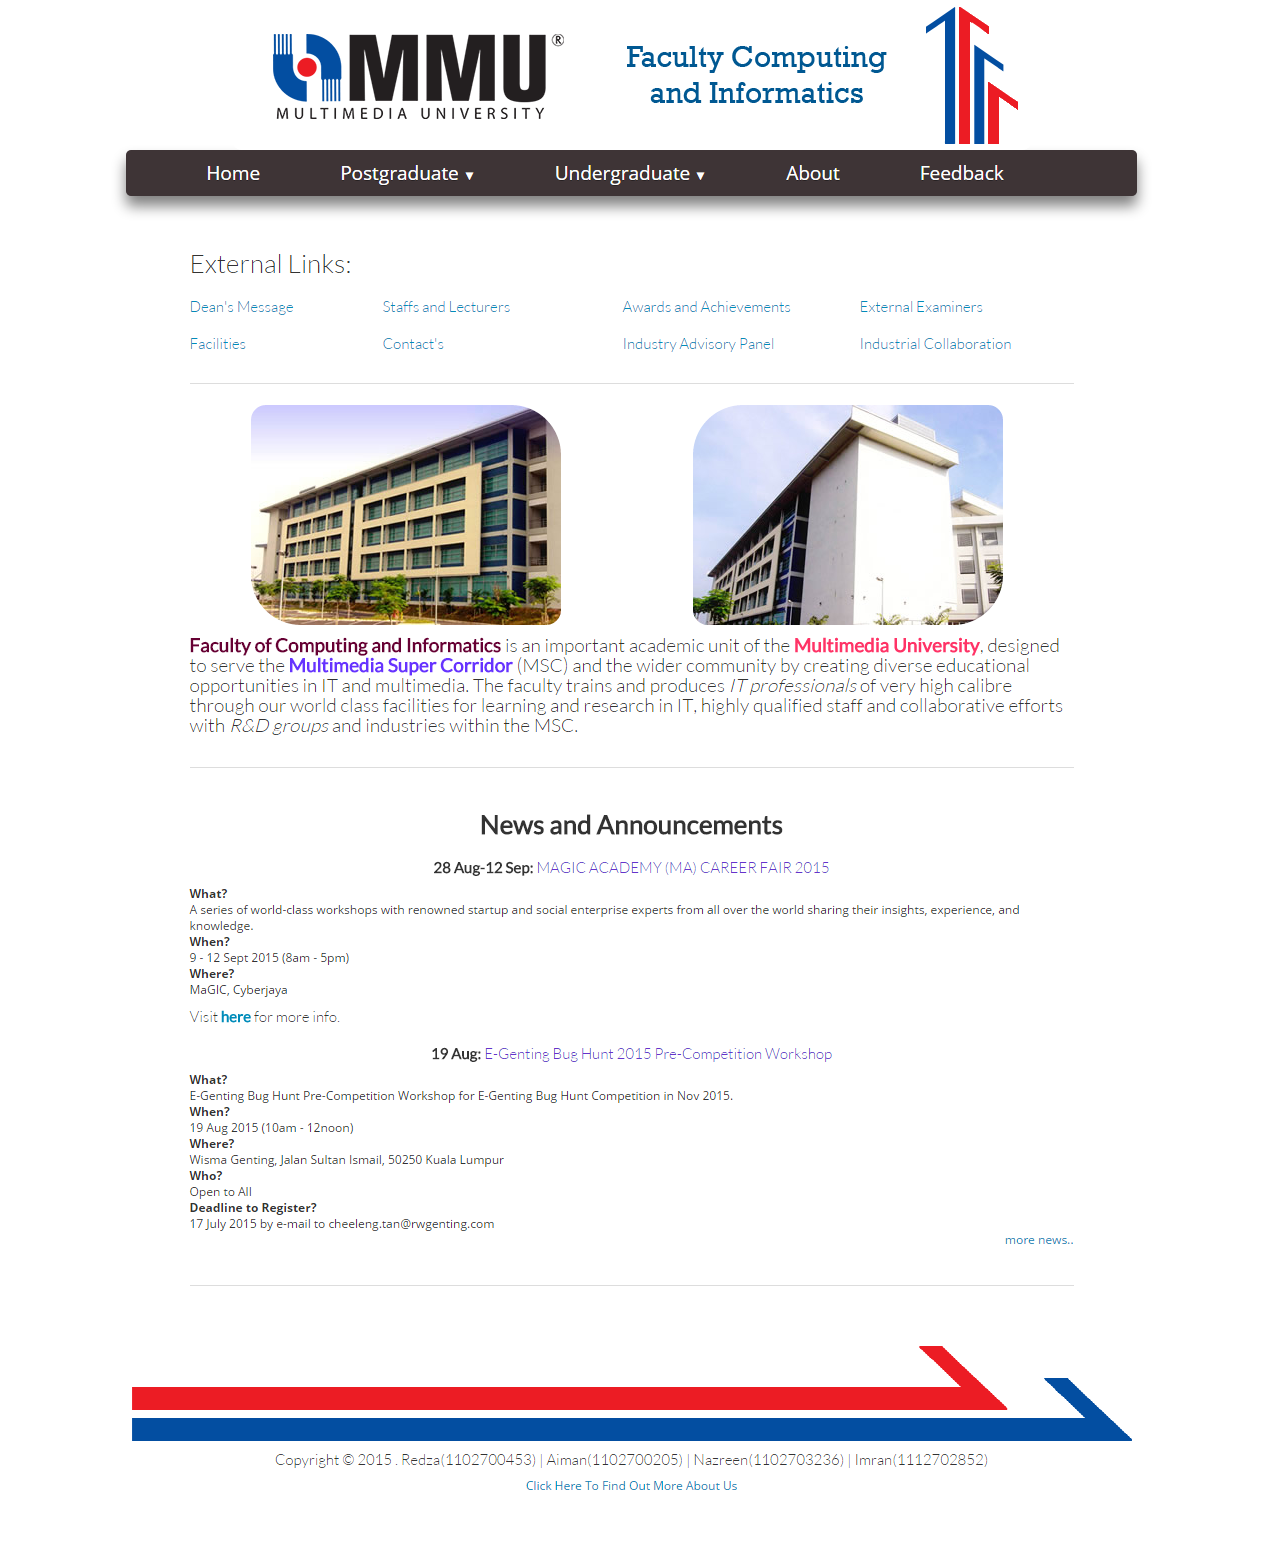 MMU®
MULTIMEDIA UNIVERSITY
Faculty Computing
and Informatics
Home Postgraduate ▼ Undergraduate ▼ About Feedback
External Links:
Dean's Message Staffs and Lecturers Awards and Achievements External Examiners
Facilities Contact's Industry Advisory Panel Industrial Collaboration
Faculty of Computing and Informatics is an important academic unit of the Multimedia University, designed
to serve the Multimedia Super Corridor (MSC) and the wider community by creating diverse educational
opportunities in IT and multimedia. The faculty trains and produces IT professionals of very high calibre
through our world class facilities for learning and research in IT, highly qualified staff and collaborative efforts
with R&D groups and industries within the MSC.
News and Announcements
28 Aug-12 Sep: MAGIC ACADEMY (MA) CAREER FAIR 2015
What?
A series of world-class workshops with renowned startup and social enterprise experts from all over the world sharing their insights, experience, and
knowledge.
When?
9 - 12 Sept 2015 (8am - 5pm)
Where?
MaGIC, Cyberjaya
Visit here for more info.
19 Aug: E-Genting Bug Hunt 2015 Pre-Competition Workshop
What?
E-Genting Bug Hunt Pre-Competition Workshop for E-Genting Bug Hunt Competition in Nov 2015.
When?
19 Aug 2015 (10am - 12noon)
Where?
Wisma Genting, Jalan Sultan Ismail, 50250 Kuala Lumpur
Who?
Open to All
Deadline to Register?
17 July 2015 by e-mail to cheeleng.tan@rwgenting.com
more news..
Copyright © 2015 . Redza(1102700453) | Aiman(1102700205) | Nazreen(1102703236) | Imran(1112702852)
Click Here To Find Out More About Us